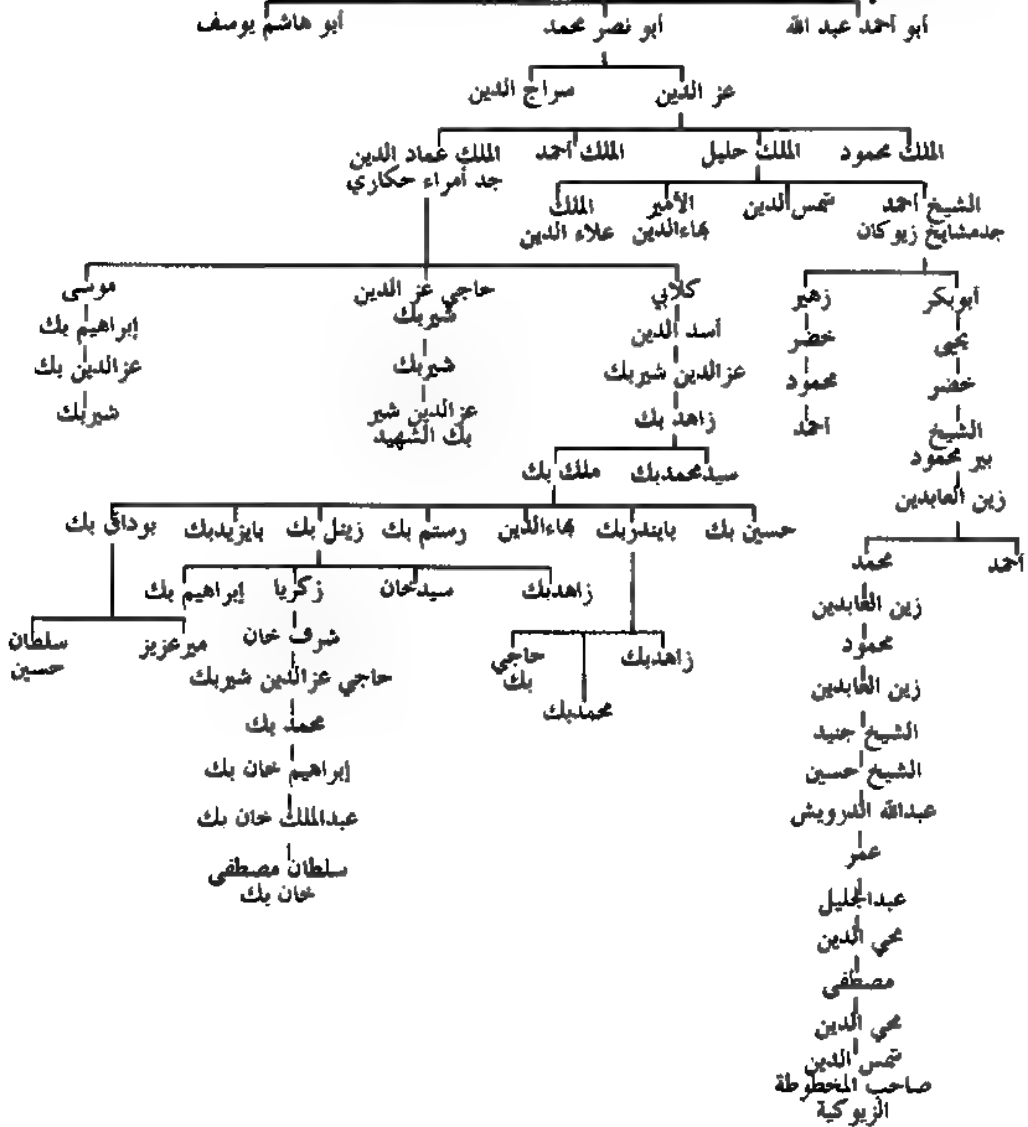 أبو أحمد عبد الله أبو نصر محمد أبو هاشم يوسف
عز الدين سراج الدين
الملك محمود الملك خليل الملك أحمد الملك عماد الدين
جد أمراء حكاري
الشيخ أحمد شمس الدين الأمير الملك
جدمشايخ زيوكان بهاءالدين علاء الدين
أبوبكر زهير كلابي حاجي عز الدين موسى
شيربك
يحيى خضر أسد الدين إبراهيم بك
خضر محمود عزالدين شيربك شيربك عزالدين بك
الشيخ أحمد زاهد بك عزالدين شير شيربك
بير محمود بك الشهيد
زين العابدين سيدمحمدبك ملك بك
حسين بك بايندربك بهاءالدين رستم بك زينل بك بايزيدبك بوداق بك
أحمد محمد
زاهدبك سيدخان زكريا إبراهيم بك
زين العابدين
محمود زاهدبك حاجي شرف خان ميرعزيز سلطان
بك حسين
زين العابدين محمدبك حاجي عزالدين شيربك
الشيخ جنيد محمد بك
الشيخ حسين إبراهيم خان بك
عبدالله الدرويش عبدالملك خان بك
عمر سلطان مصطفى
خان بك
عبدالجليل
محي الدين
مصطفى
محي الدين
شمس الدين
صاحب المخطوطة
الزيوكية